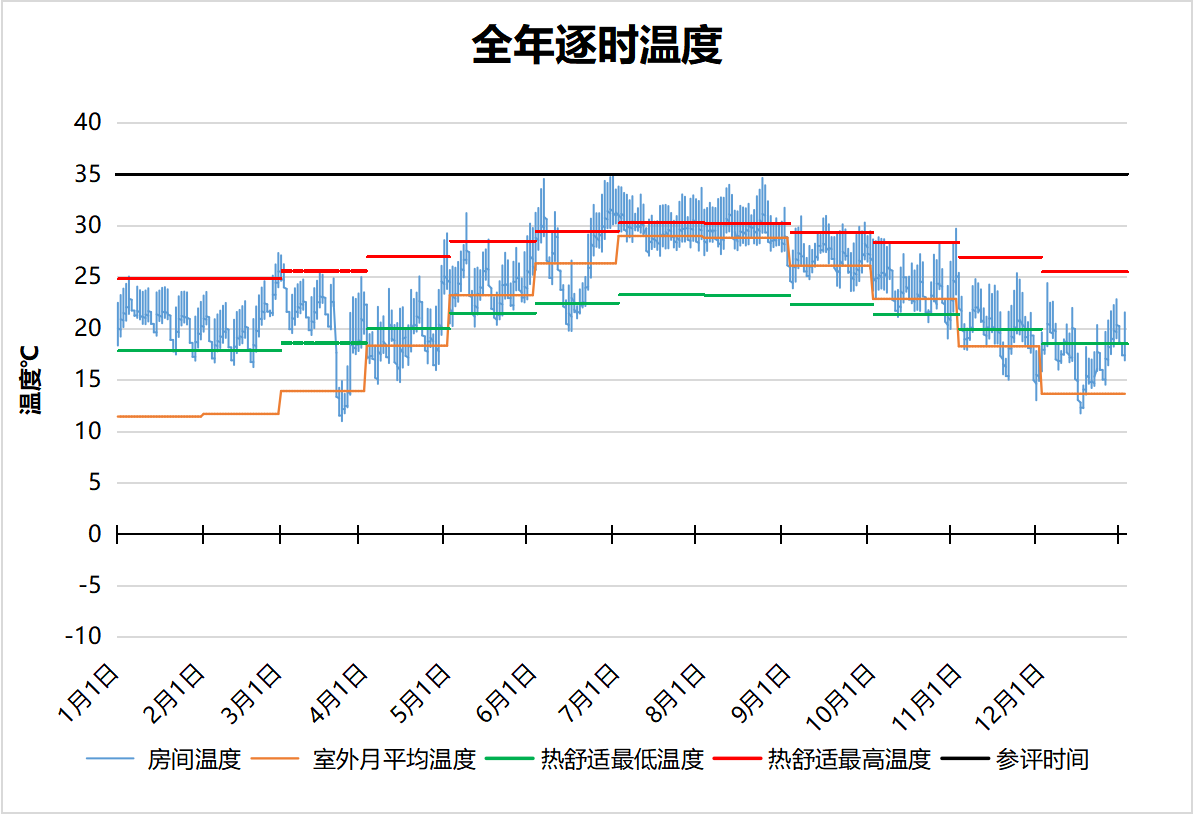 全年逐时温度
40
35
30
25
20
15
10
5
0
-5
-10
温度℃
1月1日
2月1日
3月1日
4月1日
5月1日
6月1日
7月1日
8月1日
9月1日
10月1日
11月1日
12月1日
房间温度 室外月平均温度 热舒适最低温度 热舒适最高温度 参评时间